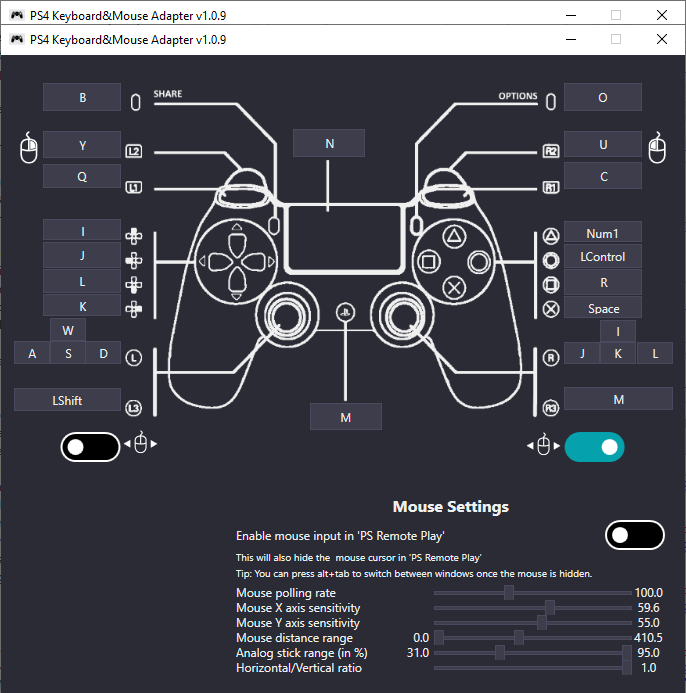 PS4 Keyboard&Mouse Adapter v1.0.9
PS4 Keyboard&Mouse Adapter v1.0.9
B SHARE OPTIONS O
Y L2 N R2 U
Q L1 R1 C
I Num1
J LControl
L R
K Space
W I
A S D L R J K L
LShift L3 M R3 M
Mouse Settings
Enable mouse input in 'PS Remote Play'
This will also hide the mouse cursor in 'PS Remote Play'
Tip: You can press alt+tab to switch between windows once the mouse is hidden.
Mouse polling rate 100.0
Mouse X axis sensitivity 59.6
Mouse Y axis sensitivity 55.0
Mouse distance range 0.0 410.5
Analog stick range (in %) 31.0 95.0
Horizontal/Vertical ratio 1.0